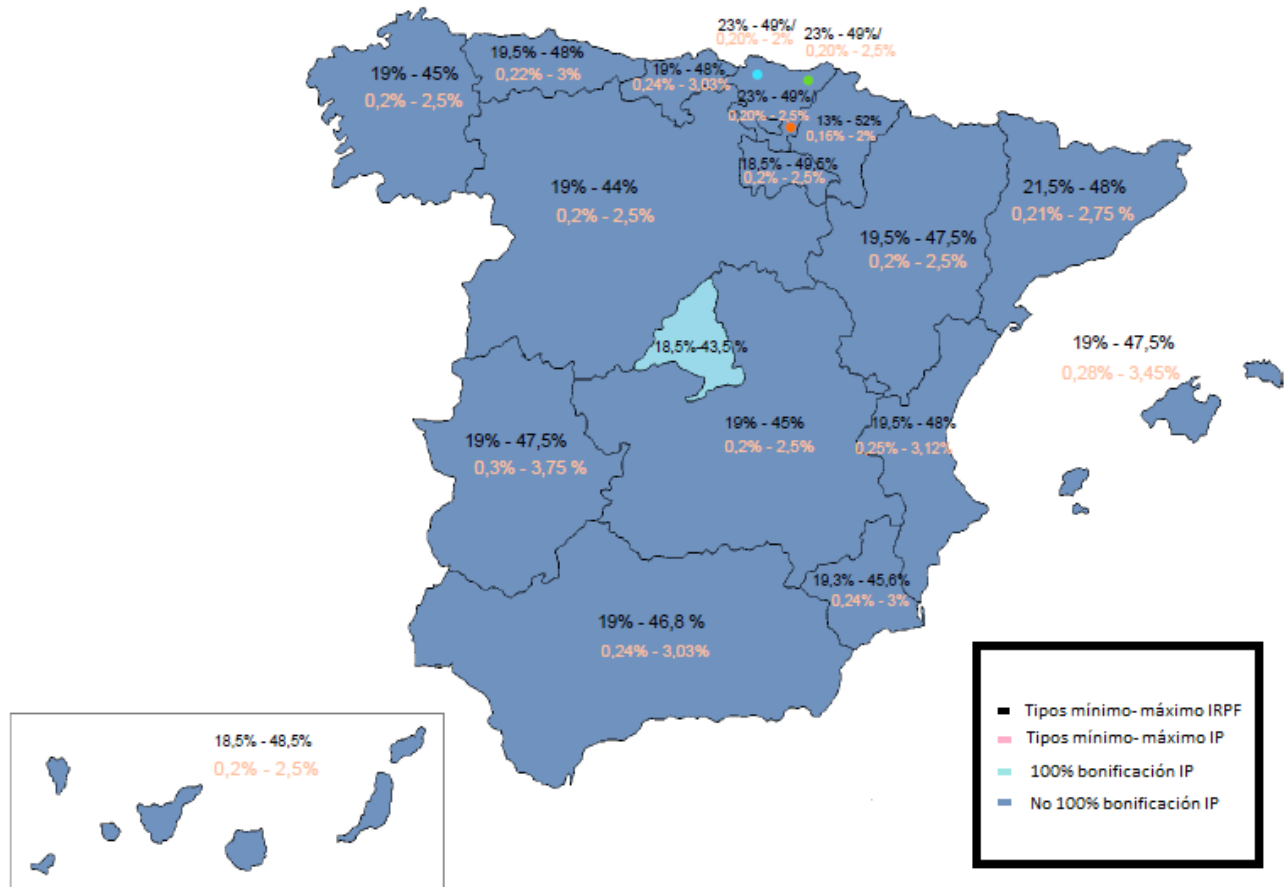 23% - 49%/
0,20% - 2%
23% - 49%/
0,20% - 2,5%
19% - 45%
0,2% - 2,5%
19,5% - 48%
0,22% - 3%
19% - 48%
0,24% - 3,03%
23% - 49%/
0,20% - 2,5%
13% - 52%
0,16% - 2%
18,5% - 49,5%
0,2% - 2,5%
19% - 44%
0,2% - 2,5%
19,5% - 47,5%
0,2% - 2,5%
21,5% - 48%
0,21% - 2,75 %
18,5%-43,5%
19% - 47,5%
0,28% - 3,45%
19% - 47,5%
0,3% - 3,75 %
19% - 45%
0,2% - 2,5%
19,5% - 48%
0,25% - 3,12%
19,3% - 45,6%
0,24% - 3%
19% - 46,8 %
0,24% - 3,03%
18,5% - 48,5%
0,2% - 2,5%
Tipos mínimo- máximo IRPF
Tipos mínimo- máximo IP
100% bonificación IP
No 100% bonificación IP